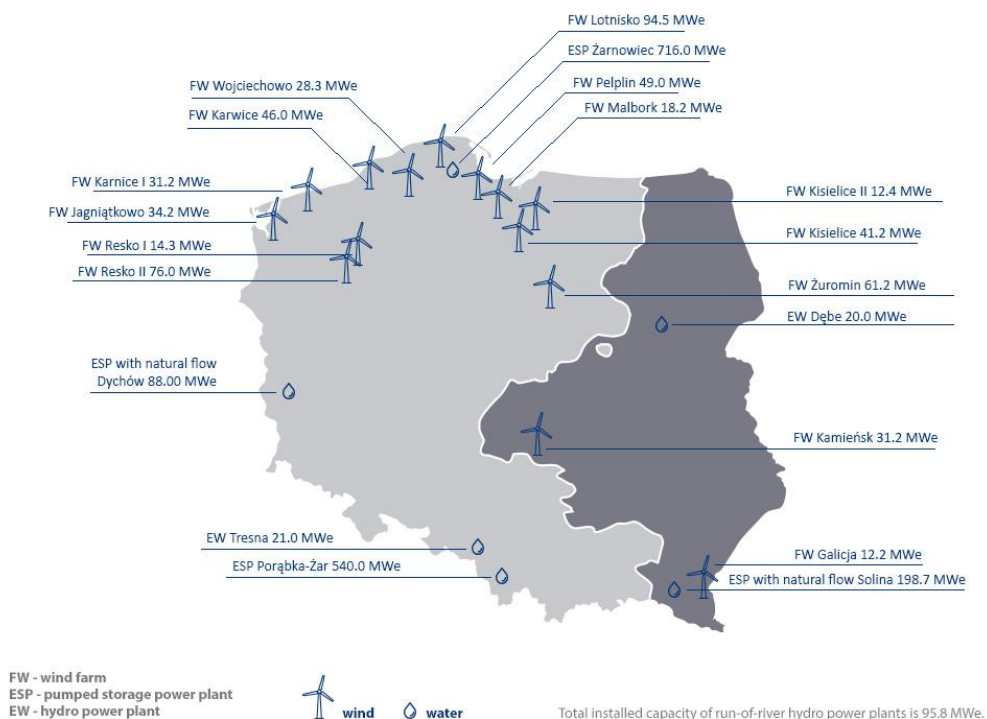 FW Lotnisko 94.5 MWe
ESP Żarnowiec 716.0 MWe
FW Pelplin 49.0 MWe
FW Malbork 18.2 MWe
FW Wojciechowo 28.3 MWe
FW Karwice 46.0 MWe
FW Karnice I 31.2 MWe
FW Jagniątkowo 34.2 MWe
FW Resko I 14.3 MWe
FW Resko II 76.0 MWe
FW Kisielice II 12.4 MWe
FW Kisielice 41.2 MWe
FW Żuromin 61.2 MWe
EW Dębe 20.0 MWe
ESP with natural flow
Dychów 88.00 MWe
FW Kamieńsk 31.2 MWe
EW Tresna 21.0 MWe
ESP Porąbka-Żar 540.0 MWe
FW Galicja 12.2 MWe
ESP with natural flow Solina 198.7 MWe
FW - wind farm
ESP - pumped storage power plant
EW - hydro power plant
wind
water
Total installed capacity of run-of-river hydro power plants is 95.8 MWe.